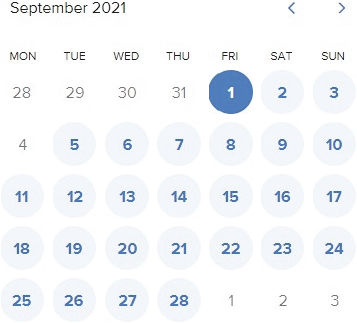 September 2021
MON TUE WED THU FRI SAT SUN
28 29 30 31 1 2 3
4 5 6 7 8 9 10
11 12 13 14 15 16 17
18 19 20 21 22 23 24
25 26 27 28 1 2 3